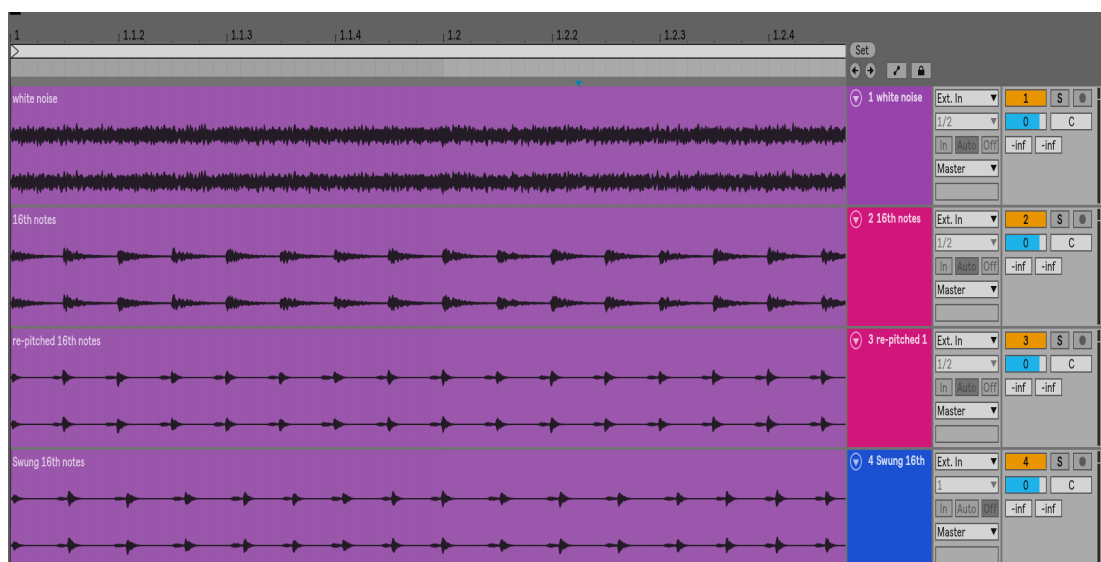 1 1.1.2 1.1.3 1.1.4 1.2 1.2.2 1.2.3 1.2.4
Set
white noise
1 white noise Ext. In 1 S
1/2 0 C
In Auto Off -inf -inf
Master
16th notes
2 16th notes Ext. In 2 S
1/2 0 C
In Auto Off -inf -inf
Master
re-pitched 16th notes
3 re-pitched 1 Ext. In 3 S
1/2 0 C
In Auto Off -inf -inf
Master
Swung 16th notes
4 Swung 16th Ext. In 4 S
1 0 C
In Auto Off -inf -inf
Master